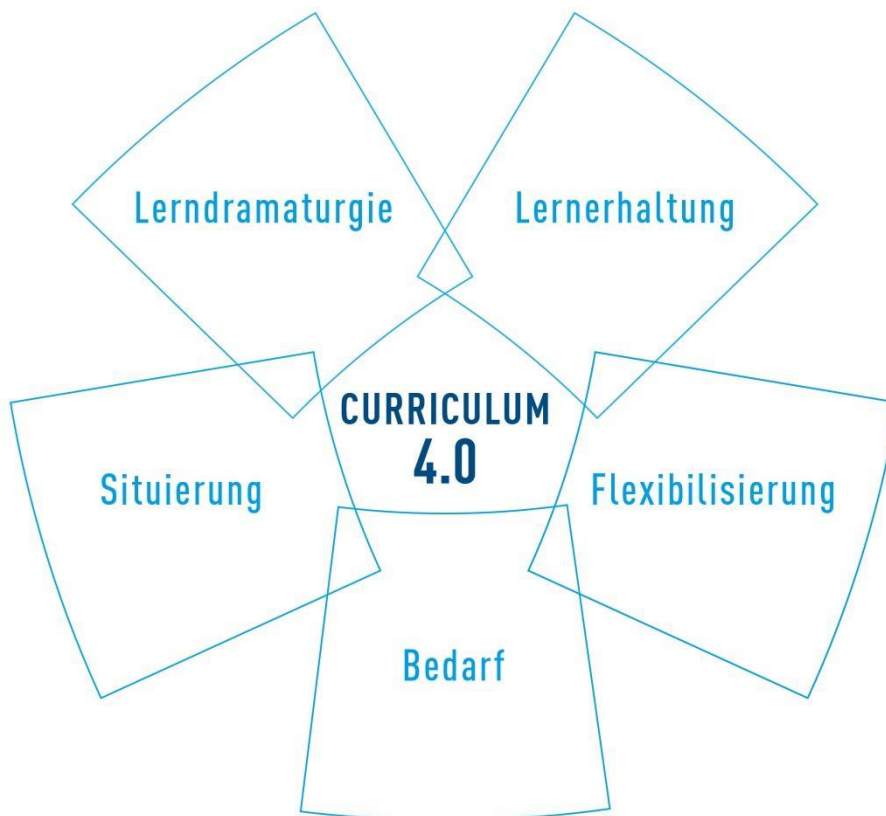 Lerndramaturgie
Lernerhaltung
CURRICULUM
4.0
Situierung
Flexibilisierung
Bedarf